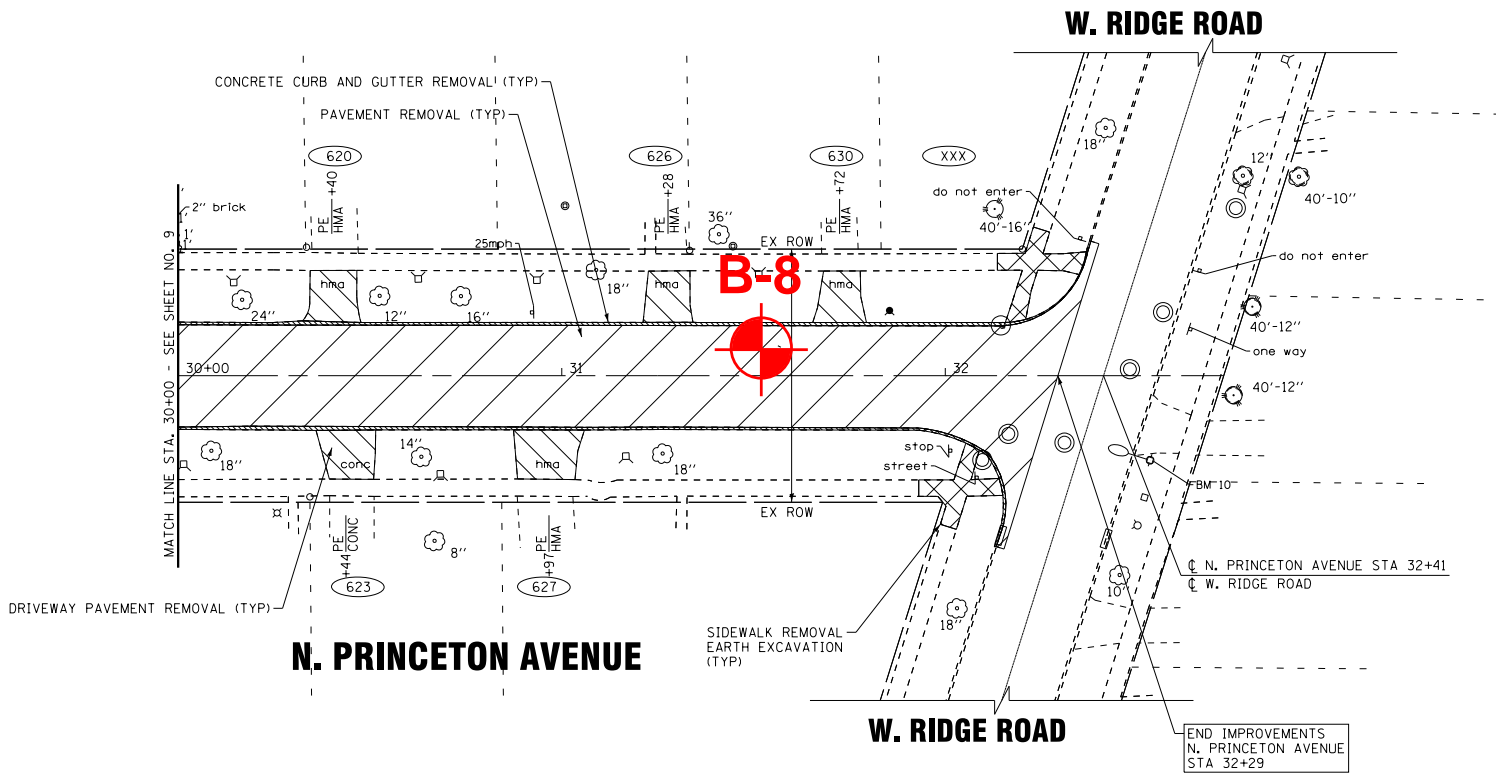 W. RIDGE ROAD
CONCRETE CURB AND GUTTER REMOVAL (TYP)
PAVEMENT REMOVAL (TYP)
620
626
630
XXX
PE
HMA
+40
PE
HMA
+28
PE
HMA
+72
18''
12''
40'-10''
do not enter
2'' brick
1'
1'
36''
40'-16''
25mph
EX ROW
do not enter
B-8
hma
18''
hma
hma
24''
12''
16''
40'-12''
one way
30+00
31
32
40'-12''
MATCH LINE STA. 30+00 - SEE SHEET NO. 9
18''
conc
14''
hma
18''
stop
street
BM 10
EX ROW
+44
PE
CONC
8''
+97
PE
HMA
623
627
DRIVEWAY PAVEMENT REMOVAL (TYP)
10'
18''
℄ N. PRINCETON AVENUE STA 32+41
℄ W. RIDGE ROAD
SIDEWALK REMOVAL
EARTH EXCAVATION
(TYP)
N. PRINCETON AVENUE
W. RIDGE ROAD
END IMPROVEMENTS
N. PRINCETON AVENUE
STA 32+29